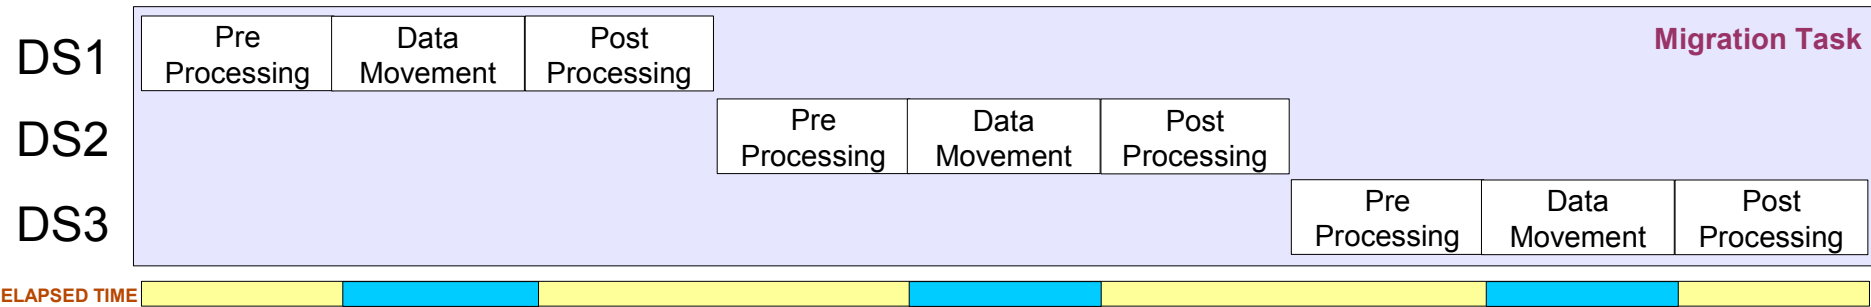 Migration Task
DS1
Pre
Processing
Data
Movement
Post
Processing
DS2
Pre
Processing
Data
Movement
Post
Processing
DS3
Pre
Processing
Data
Movement
Post
Processing
ELAPSED TIME